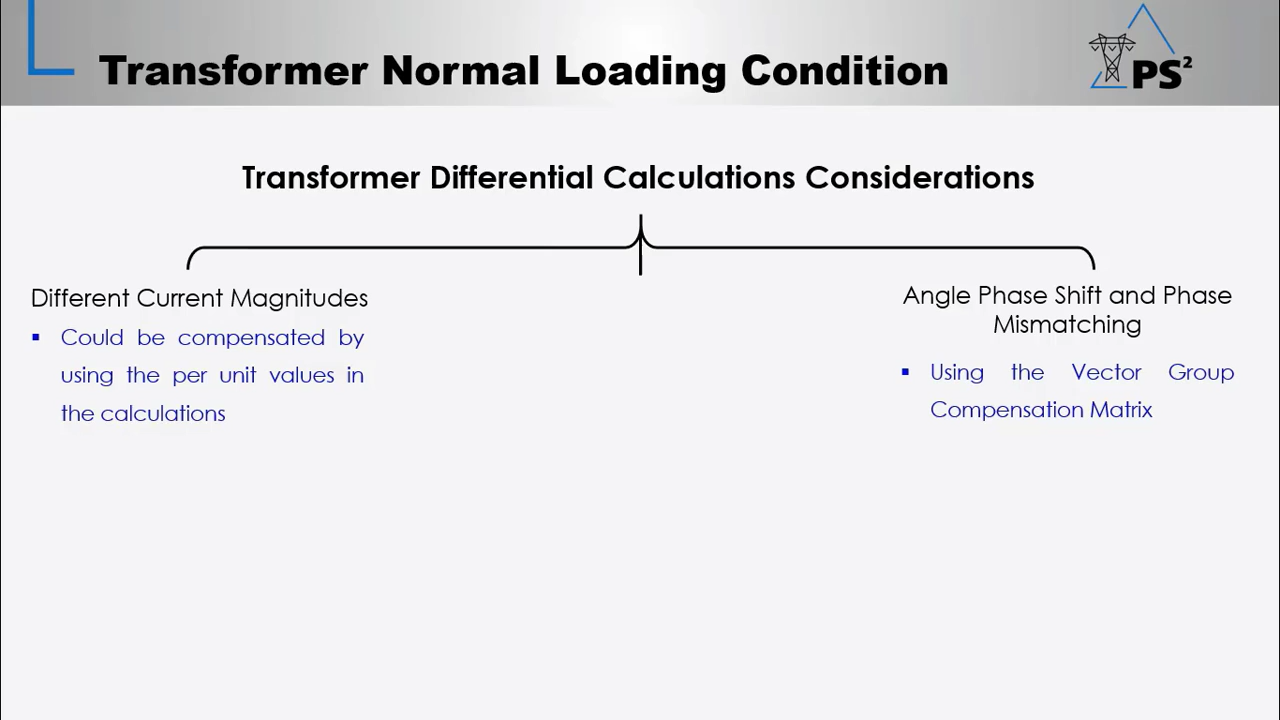 Transformer Normal Loading Condition
PS²
Transformer Differential Calculations Considerations
Different Current Magnitudes
▪ Could be compensated by
using the per unit values in
the calculations
Angle Phase Shift and Phase
Mismatching
▪ Using the Vector Group
Compensation Matrix